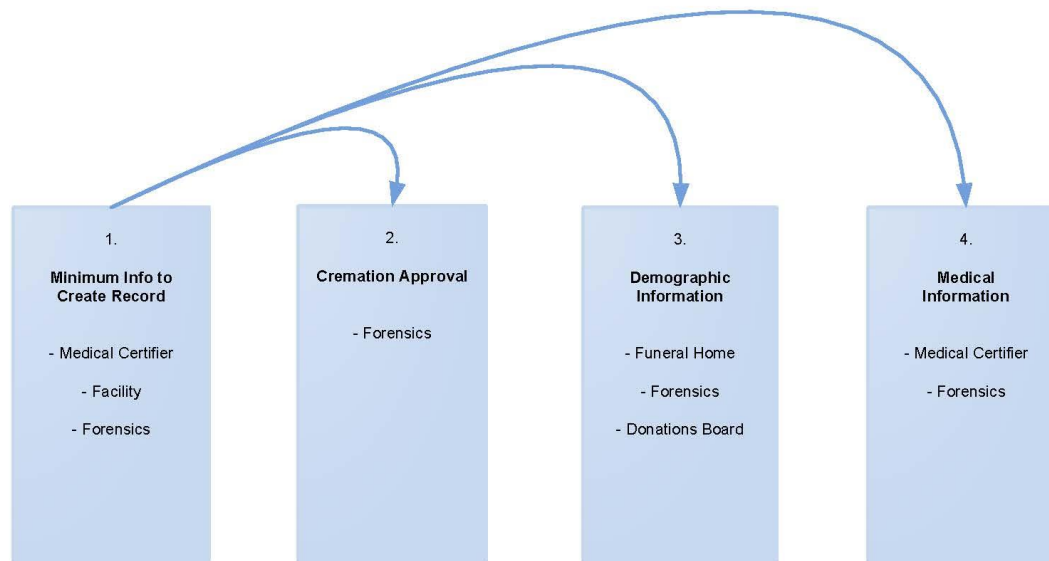 1.
Minimum Info to
Create Record
- Medical Certifier
- Facility
- Forensics
2.
Cremation Approval
- Forensics
3.
Demographic
Information
- Funeral Home
- Forensics
- Donations Board
4.
Medical
Information
- Medical Certifier
- Forensics